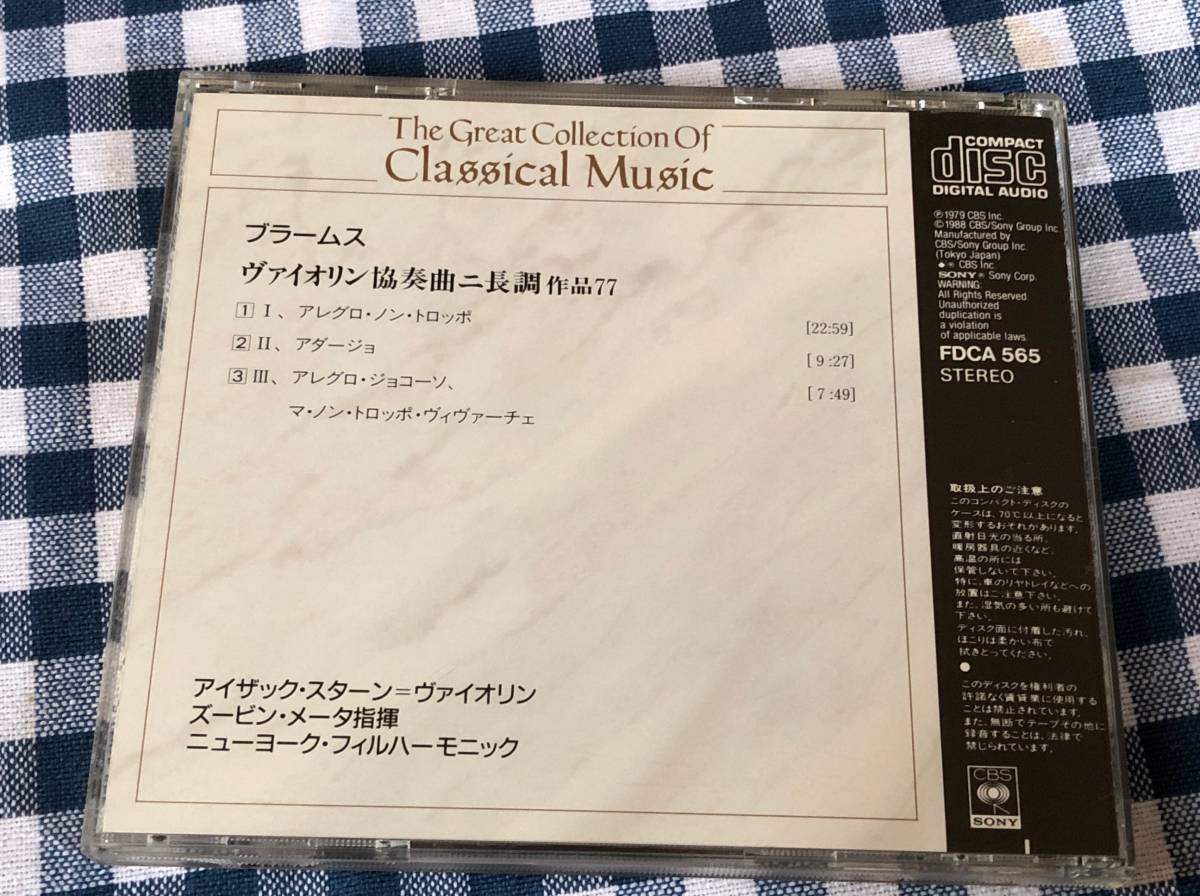 The Great Collection Of
Classical Music
ブラームス
ヴァイオリン協奏曲ニ長調 作品77
1 I、アレグロ・ノン・トロッポ [22:59]
2 II、アダージョ [9:27]
3 III、アレグロ・ジョコーソ、 [7:49]
マ・ノン・トロッポ・ヴィヴァーチェ
アイザック・スターン=ヴァイオリン
ズービン・メータ指揮
ニューヨーク・フィルハーモニック
COMPACT
disc
DIGITAL AUDIO
Ⓟ1979 CBS Inc.
©1988 CBS/Sony Group Inc.
Manufactured by
CBS/Sony Group Inc.
(Tokyo Japan)
® CBS Inc.
SONY® Sony Corp.
WARNING:
All Rights Reserved.
Unauthorized
duplication is
a violation
of applicable laws.
FDCA 565
STEREO
取扱上のご注意
このコンパクト・ディスクの
ケースは、70℃以上になると
変形するおそれがあります。
直射日光の当る所、
暖房器具の近くなど、
高温の所には
保管しないで下さい。
特に、車のリヤトレイなどへの
放置はご注意下さい。
また、湿気の多い所も避けて
下さい。
ディスク面に付着した汚れ、
ほこりは柔かい布で
拭きとってください。
●
このディスクを権利者の
許諾なく賃貸業に使用する
ことは禁止されています。
また、無断でテープその他に
録音することは、法律で
禁じられています。
CBS
SONY